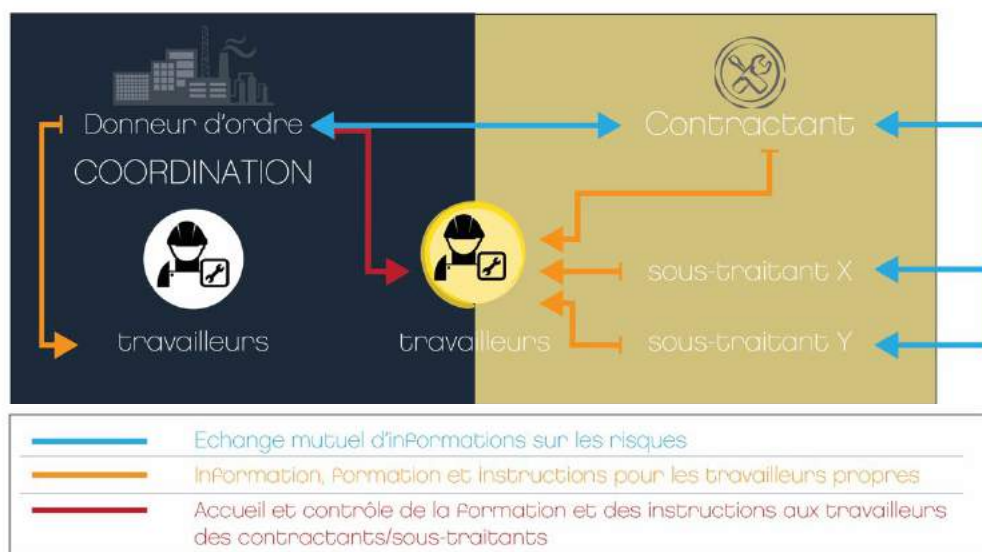 Donneur d'ordre
Contractant
COORDINATION
sous-traitant X
travailleurs
travailleurs
sous-traitant Y
Echange mutuel d'informations sur les risques
Information, formation et instructions pour les travailleurs propres
Accueil et contrôle de la formation et des instructions aux travailleurs
des contractants/sous-traitants